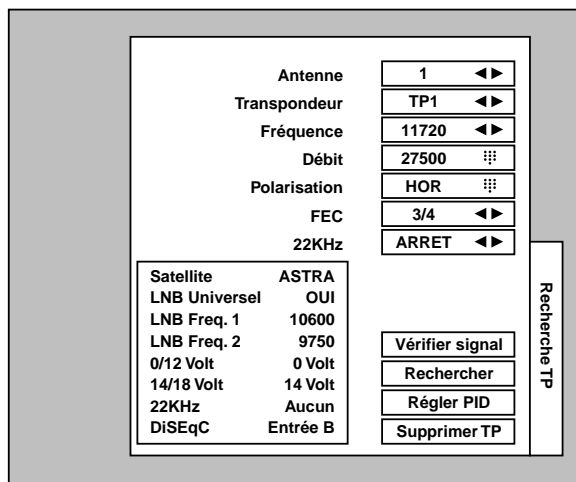 Antenne 1 ◄►
Transpondeur TP1 ◄►
Fréquence 11720 ◄►
Débit 27500
Polarisation HOR
FEC 3/4 ◄►
22KHz ARRET ◄►
Satellite ASTRA
LNB Universel OUI
LNB Freq. 1 10600
LNB Freq. 2 9750
0/12 Volt 0 Volt
14/18 Volt 14 Volt
22KHz Aucun
DiSEqC Entrée B
Vérifier signal
Rechercher
Régler PID
Supprimer TP
Recherche TP